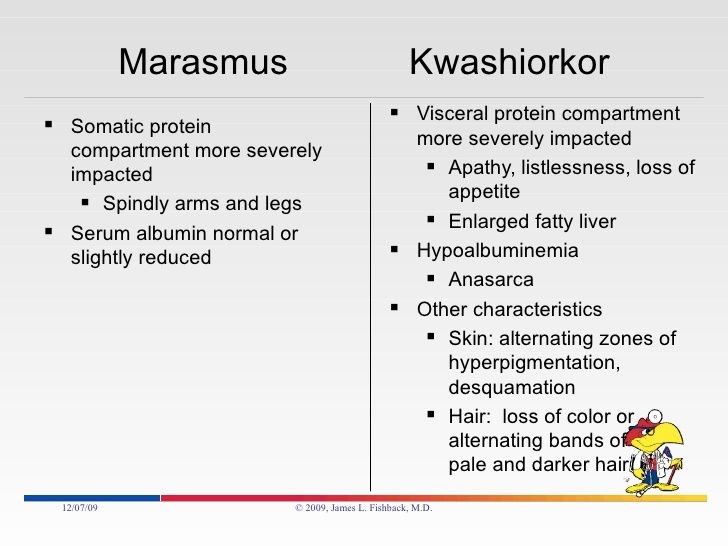 Marasmus
Kwashiorkor
▪ Somatic protein
compartment more severely
impacted
▪ Spindly arms and legs
▪ Serum albumin normal or
slightly reduced
▪ Visceral protein compartment
more severely impacted
▪ Apathy, listlessness, loss of
appetite
▪ Enlarged fatty liver
▪ Hypoalbuminemia
▪ Anasarca
▪ Other characteristics
▪ Skin: alternating zones of
hyperpigmentation,
desquamation
▪ Hair: loss of color or
alternating bands of
pale and darker hair
12/07/09
© 2009, James L. Fishback, M.D.